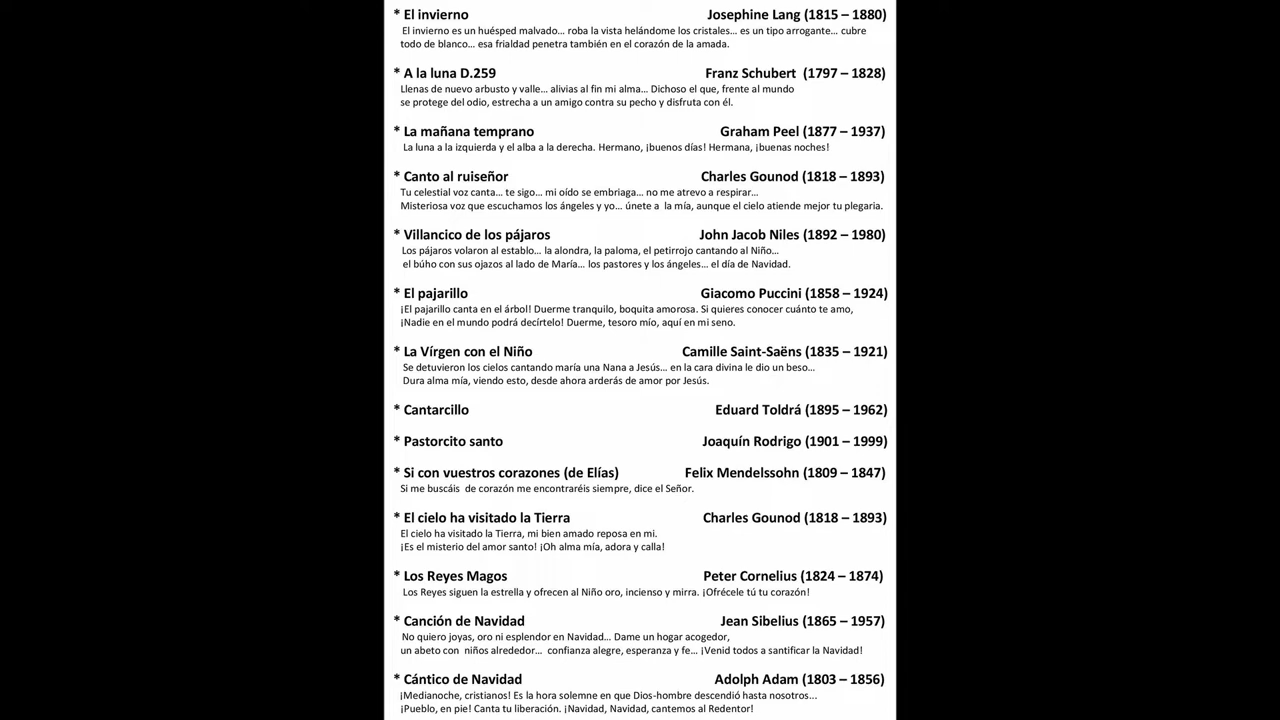 * El invierno Josephine Lang (1815 – 1880)
El invierno es un huésped malvado… roba la vista helándome los cristales… es un tipo arrogante… cubre
todo de blanco… esa frialdad penetra también en el corazón de la amada.
* A la luna D.259 Franz Schubert (1797 – 1828)
Llenas de nuevo arbusto y valle… alivias al fin mi alma… Dichoso el que, frente al mundo
se protege del odio, estrecha a un amigo contra su pecho y disfruta con él.
* La mañana temprano Graham Peel (1877 – 1937)
La luna a la izquierda y el alba a la derecha. Hermano, ¡buenos días! Hermana, ¡buenas noches!
* Canto al ruiseñor Charles Gounod (1818 – 1893)
Tu celestial voz canta… te sigo… mi oído se embriaga… no me atrevo a respirar…
Misteriosa voz que escuchamos los ángeles y yo… únete a la mía, aunque el cielo atiende mejor tu plegaria.
* Villancico de los pájaros John Jacob Niles (1892 – 1980)
Los pájaros volaron al establo… la alondra, la paloma, el petirrojo cantando al Niño…
el búho con sus ojazos al lado de María… los pastores y los ángeles… el día de Navidad.
* El pajarillo Giacomo Puccini (1858 – 1924)
¡El pajarillo canta en el árbol! Duerme tranquilo, boquita amorosa. Si quieres conocer cuánto te amo,
¡Nadie en el mundo podrá decírtelo! Duerme, tesoro mío, aquí en mi seno.
* La Vírgen con el Niño Camille Saint-Saëns (1835 – 1921)
Se detuvieron los cielos cantando maría una Nana a Jesús… en la cara divina le dio un beso…
Dura alma mía, viendo esto, desde ahora arderás de amor por Jesús.
* Cantarcillo Eduard Toldrá (1895 – 1962)
* Pastorcito santo Joaquín Rodrigo (1901 – 1999)
* Si con vuestros corazones (de Elías) Felix Mendelssohn (1809 – 1847)
Si me buscáis de corazón me encontraréis siempre, dice el Señor.
* El cielo ha visitado la Tierra Charles Gounod (1818 – 1893)
El cielo ha visitado la Tierra, mi bien amado reposa en mi.
¡Es el misterio del amor santo! ¡Oh alma mía, adora y calla!
* Los Reyes Magos Peter Cornelius (1824 – 1874)
Los Reyes siguen la estrella y ofrecen al Niño oro, incienso y mirra. ¡Ofrécele tú tu corazón!
* Canción de Navidad Jean Sibelius (1865 – 1957)
No quiero joyas, oro ni esplendor en Navidad… Dame un hogar acogedor,
un abeto con niños alrededor… confianza alegre, esperanza y fe… ¡Venid todos a santificar la Navidad!
* Cántico de Navidad Adolph Adam (1803 – 1856)
¡Medianoche, cristianos! Es la hora solemne en que Dios-hombre descendió hasta nosotros...
¡Pueblo, en pie! Canta tu liberación. ¡Navidad, Navidad, cantemos al Redentor!